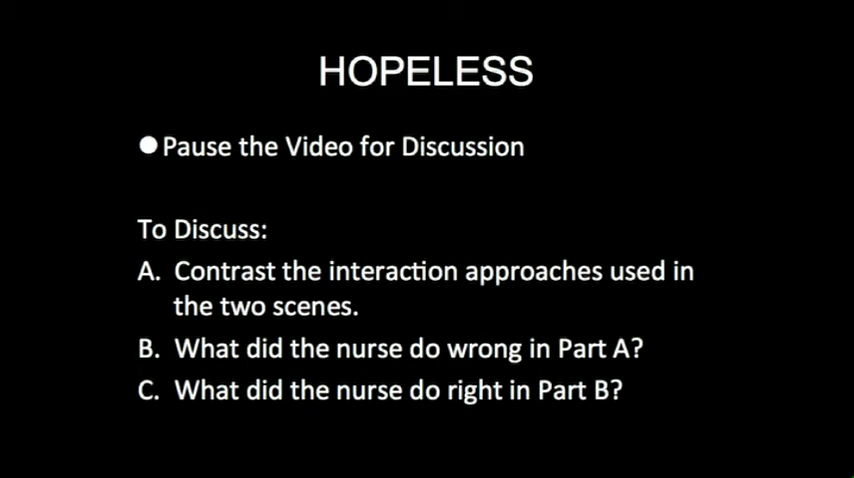 HOPELESS
●Pause the Video for Discussion
To Discuss:
A. Contrast the interaction approaches used in
the two scenes.
B. What did the nurse do wrong in Part A?
C. What did the nurse do right in Part B?